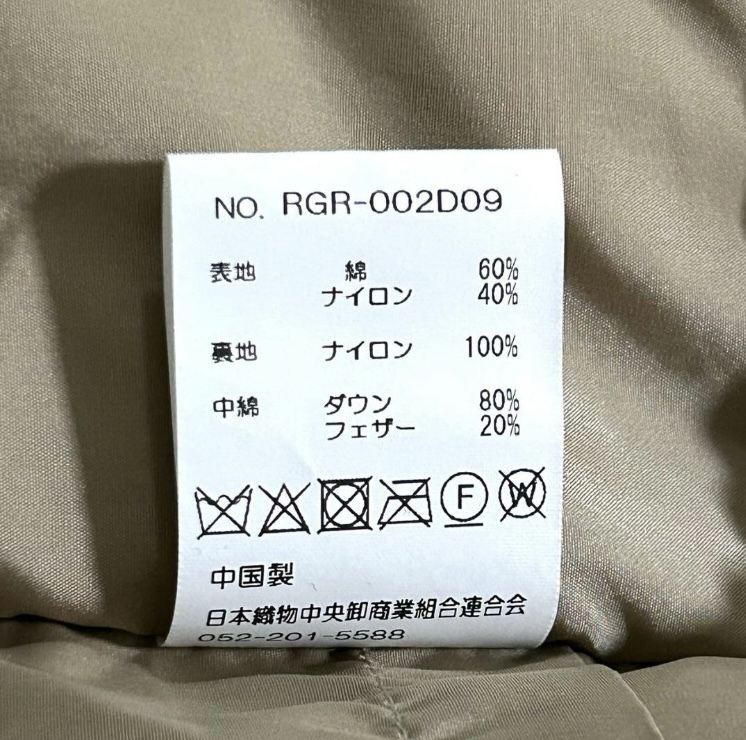 NO. RGR-002D09
表地 綿 60%
ナイロン 40%
裏地 ナイロン 100%
中綿 ダウン 80%
フェザー 20%
F W
中国製
日本織物中央卸商業組合連合会
052-201-5588